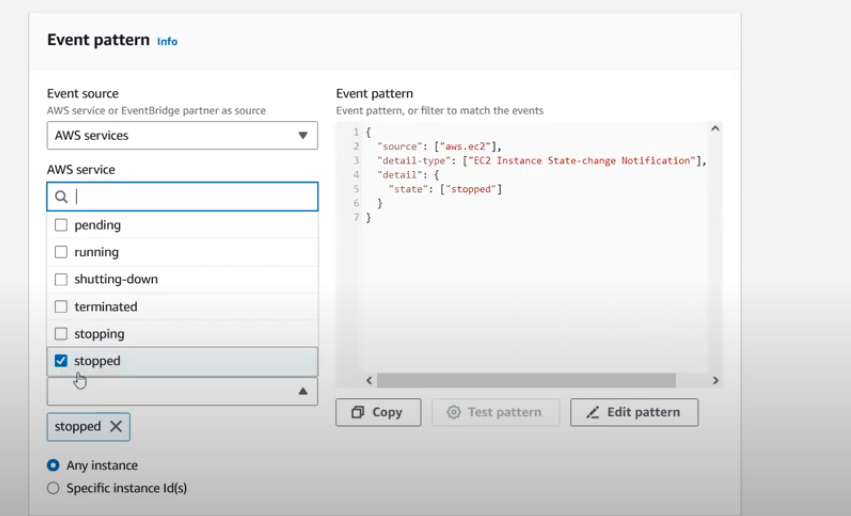 Event pattern Info
Event source
AWS service or EventBridge partner as source
AWS services
AWS service
pending
running
shutting-down
terminated
stopping
stopped
stopped
Any instance
Specific instance Id(s)
Event pattern
Event pattern, or filter to match the events
1 {
2 "source": ["aws.ec2"],
3 "detail-type": ["EC2 Instance State-change Notification"],
4 "detail": {
5 "state": ["stopped"]
6 }
7 }
Copy
Test pattern
Edit pattern